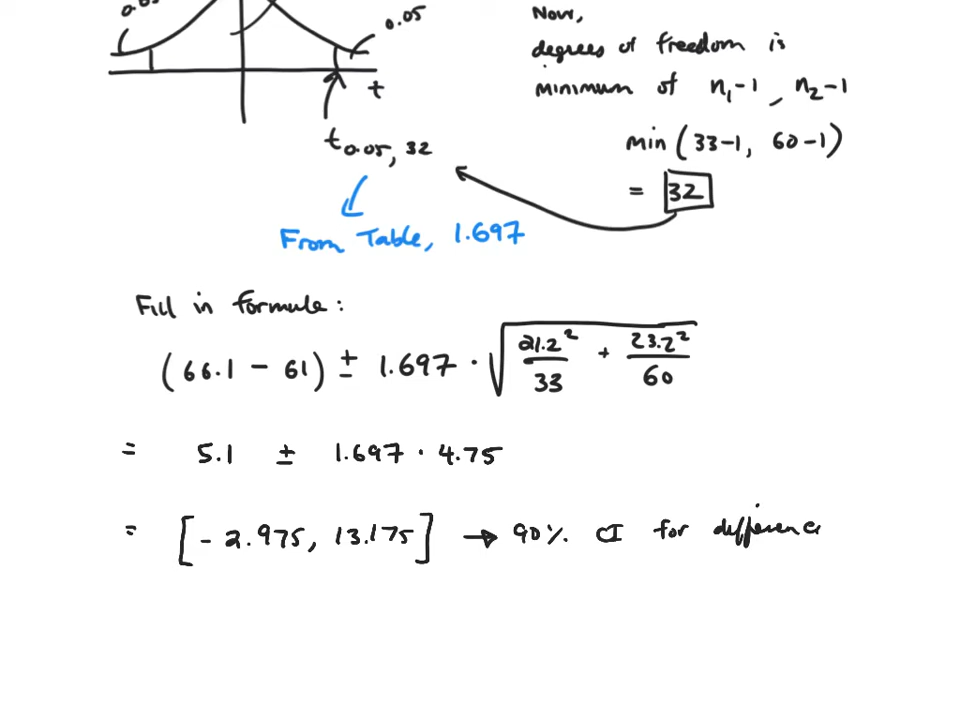 0.05
0.05
t
t0.05, 32
From Table, 1.697
Now,
degrees of freedom is
minimum of n₁-1, n₂-1
min (33-1, 60-1)
= 32
Fill in formula:
(66.1 - 61) ± 1.697 · √(21.2²/33 + 23.2²/60)
= 5.1 ± 1.697 · 4.75
= [-2.975, 13.175] → 90% CI for difference